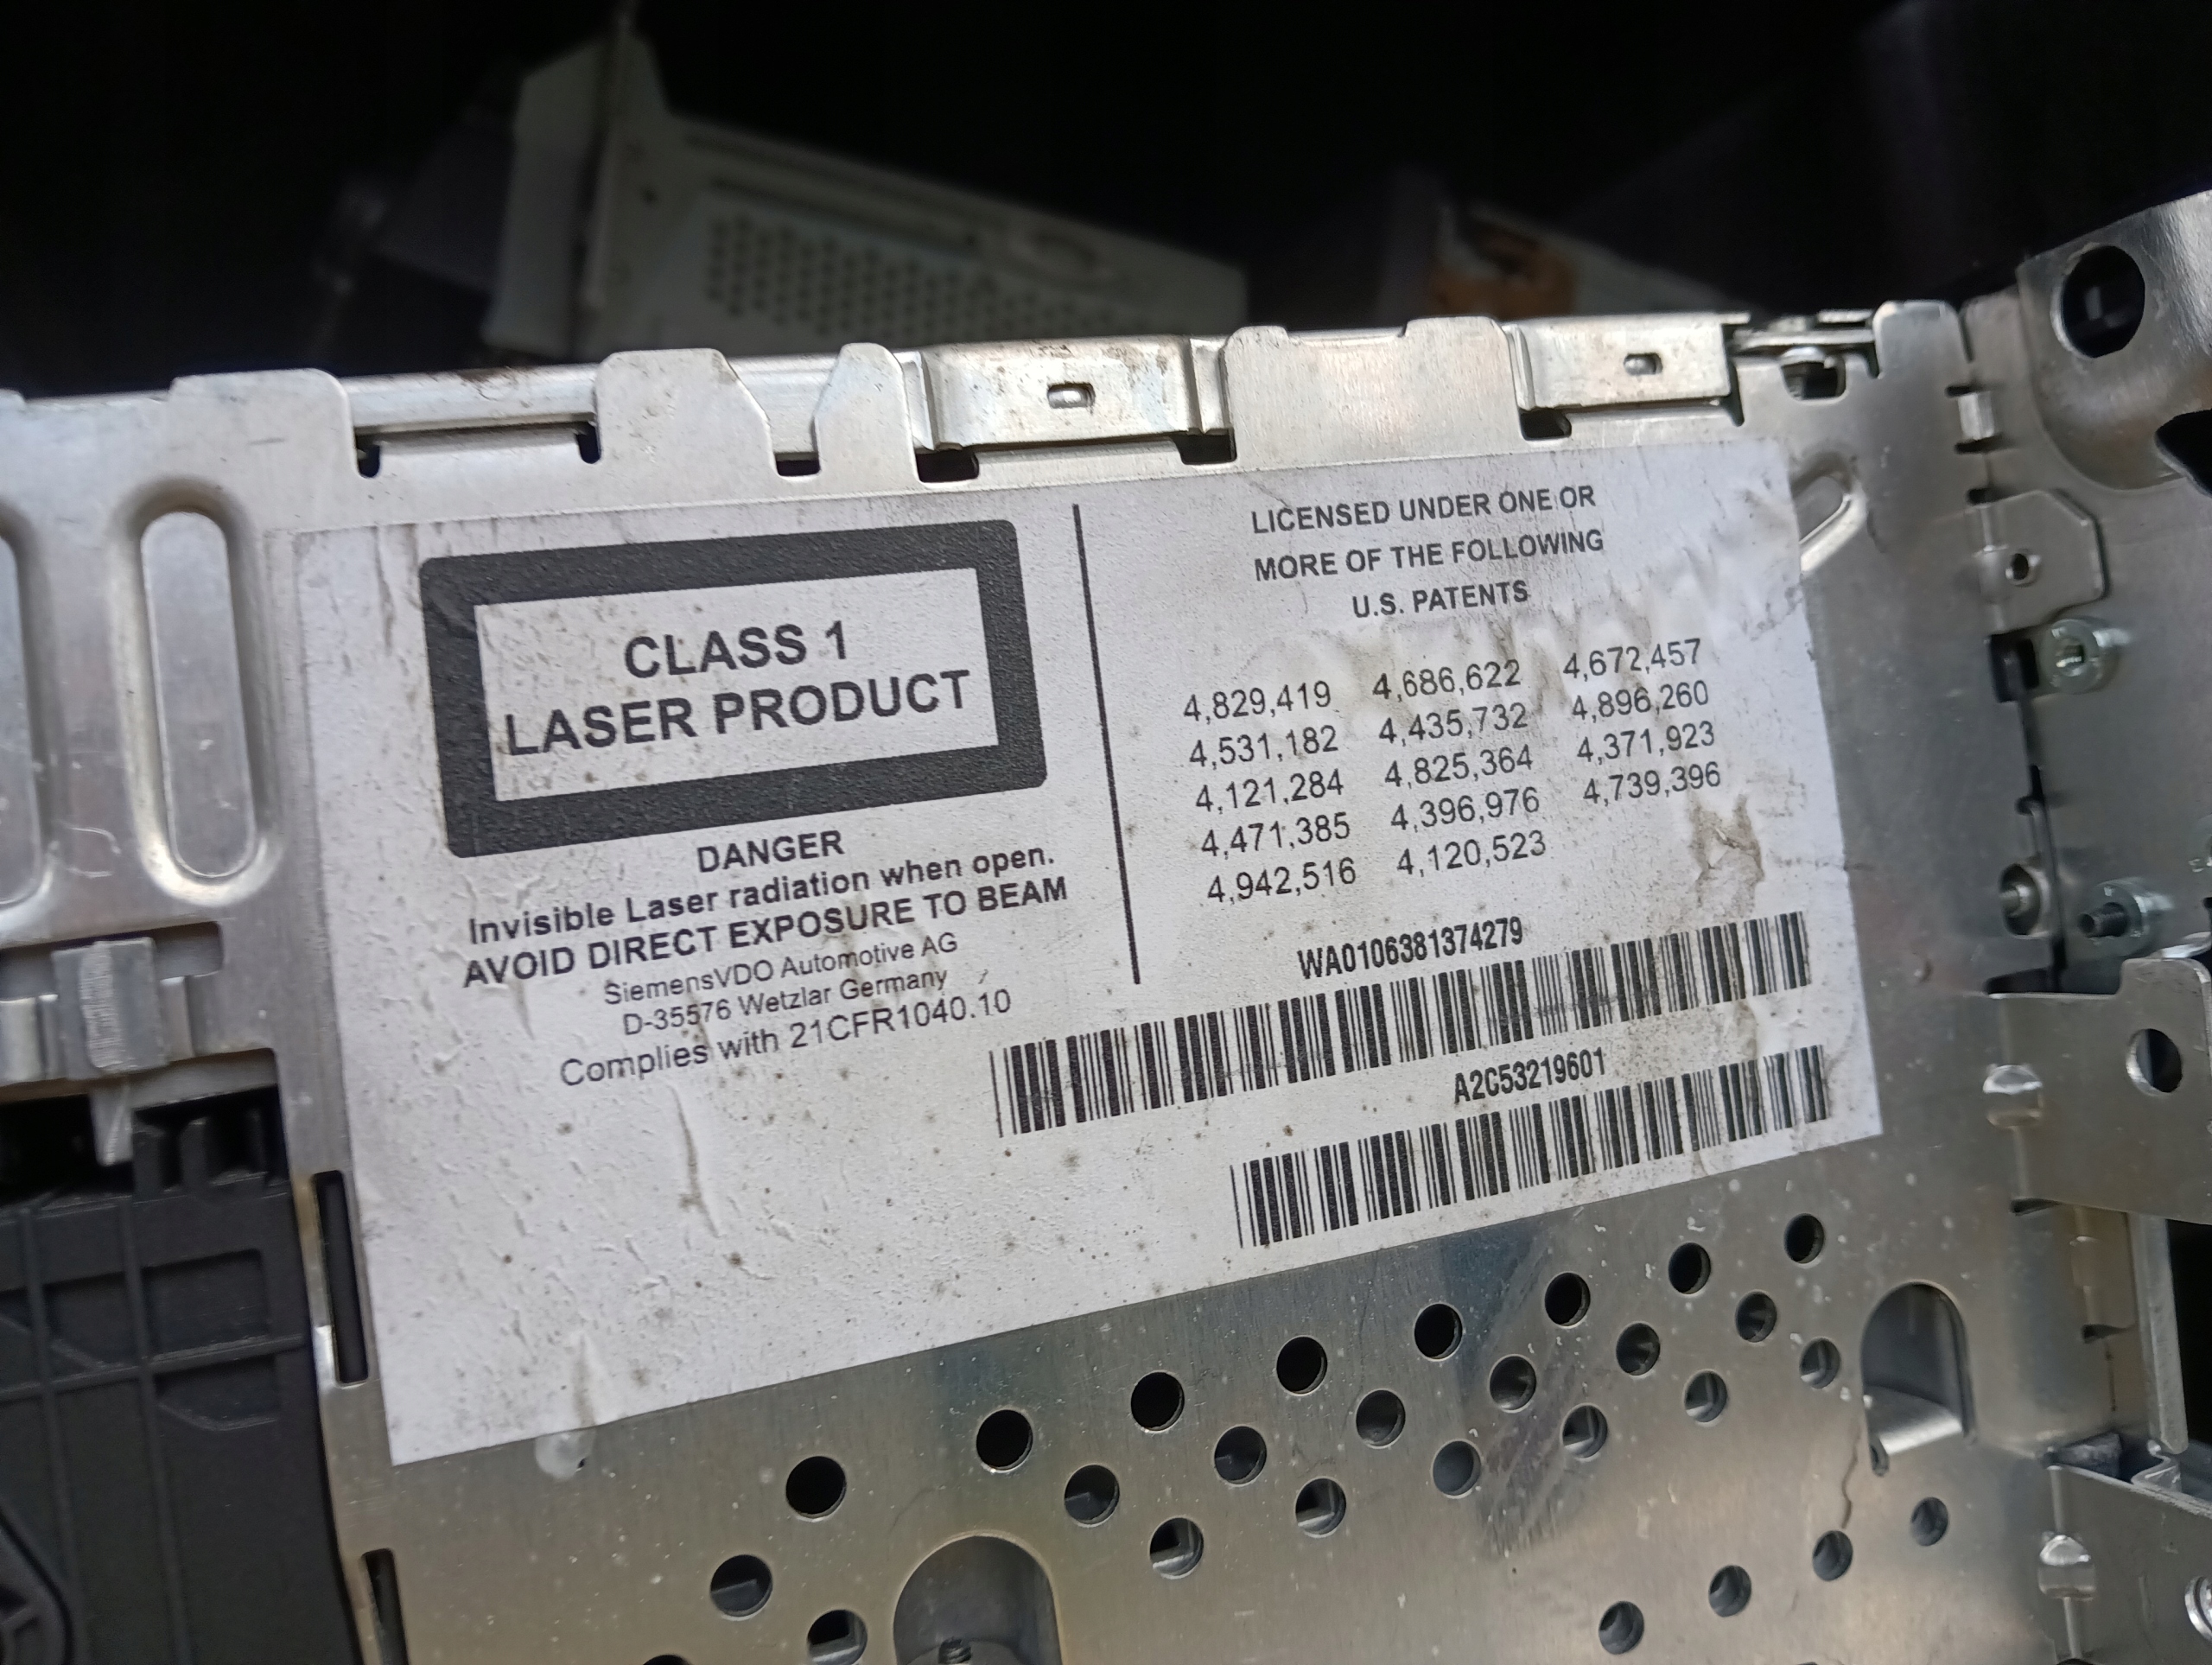 CLASS 1
LASER PRODUCT
DANGER
Invisible Laser radiation when open.
AVOID DIRECT EXPOSURE TO BEAM
SiemensVDO Automotive AG
D-35576 Wetzlar Germany
Complies with 21CFR1040.10
LICENSED UNDER ONE OR
MORE OF THE FOLLOWING
U.S. PATENTS
4,829,419 4,686,622 4,672,457
4,531,182 4,435,732 4,896,260
4,121,284 4,825,364 4,371,923
4,471,385 4,396,976 4,739,396
4,942,516 4,120,523
WA0106381374279
A2C53219601